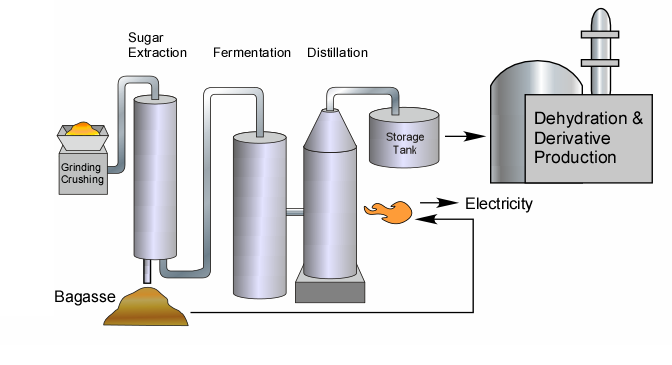 Sugar
Extraction
Fermentation
Distillation
Grinding
Crushing
Storage
Tank
Dehydration &
Derivative
Production
Electricity
Bagasse